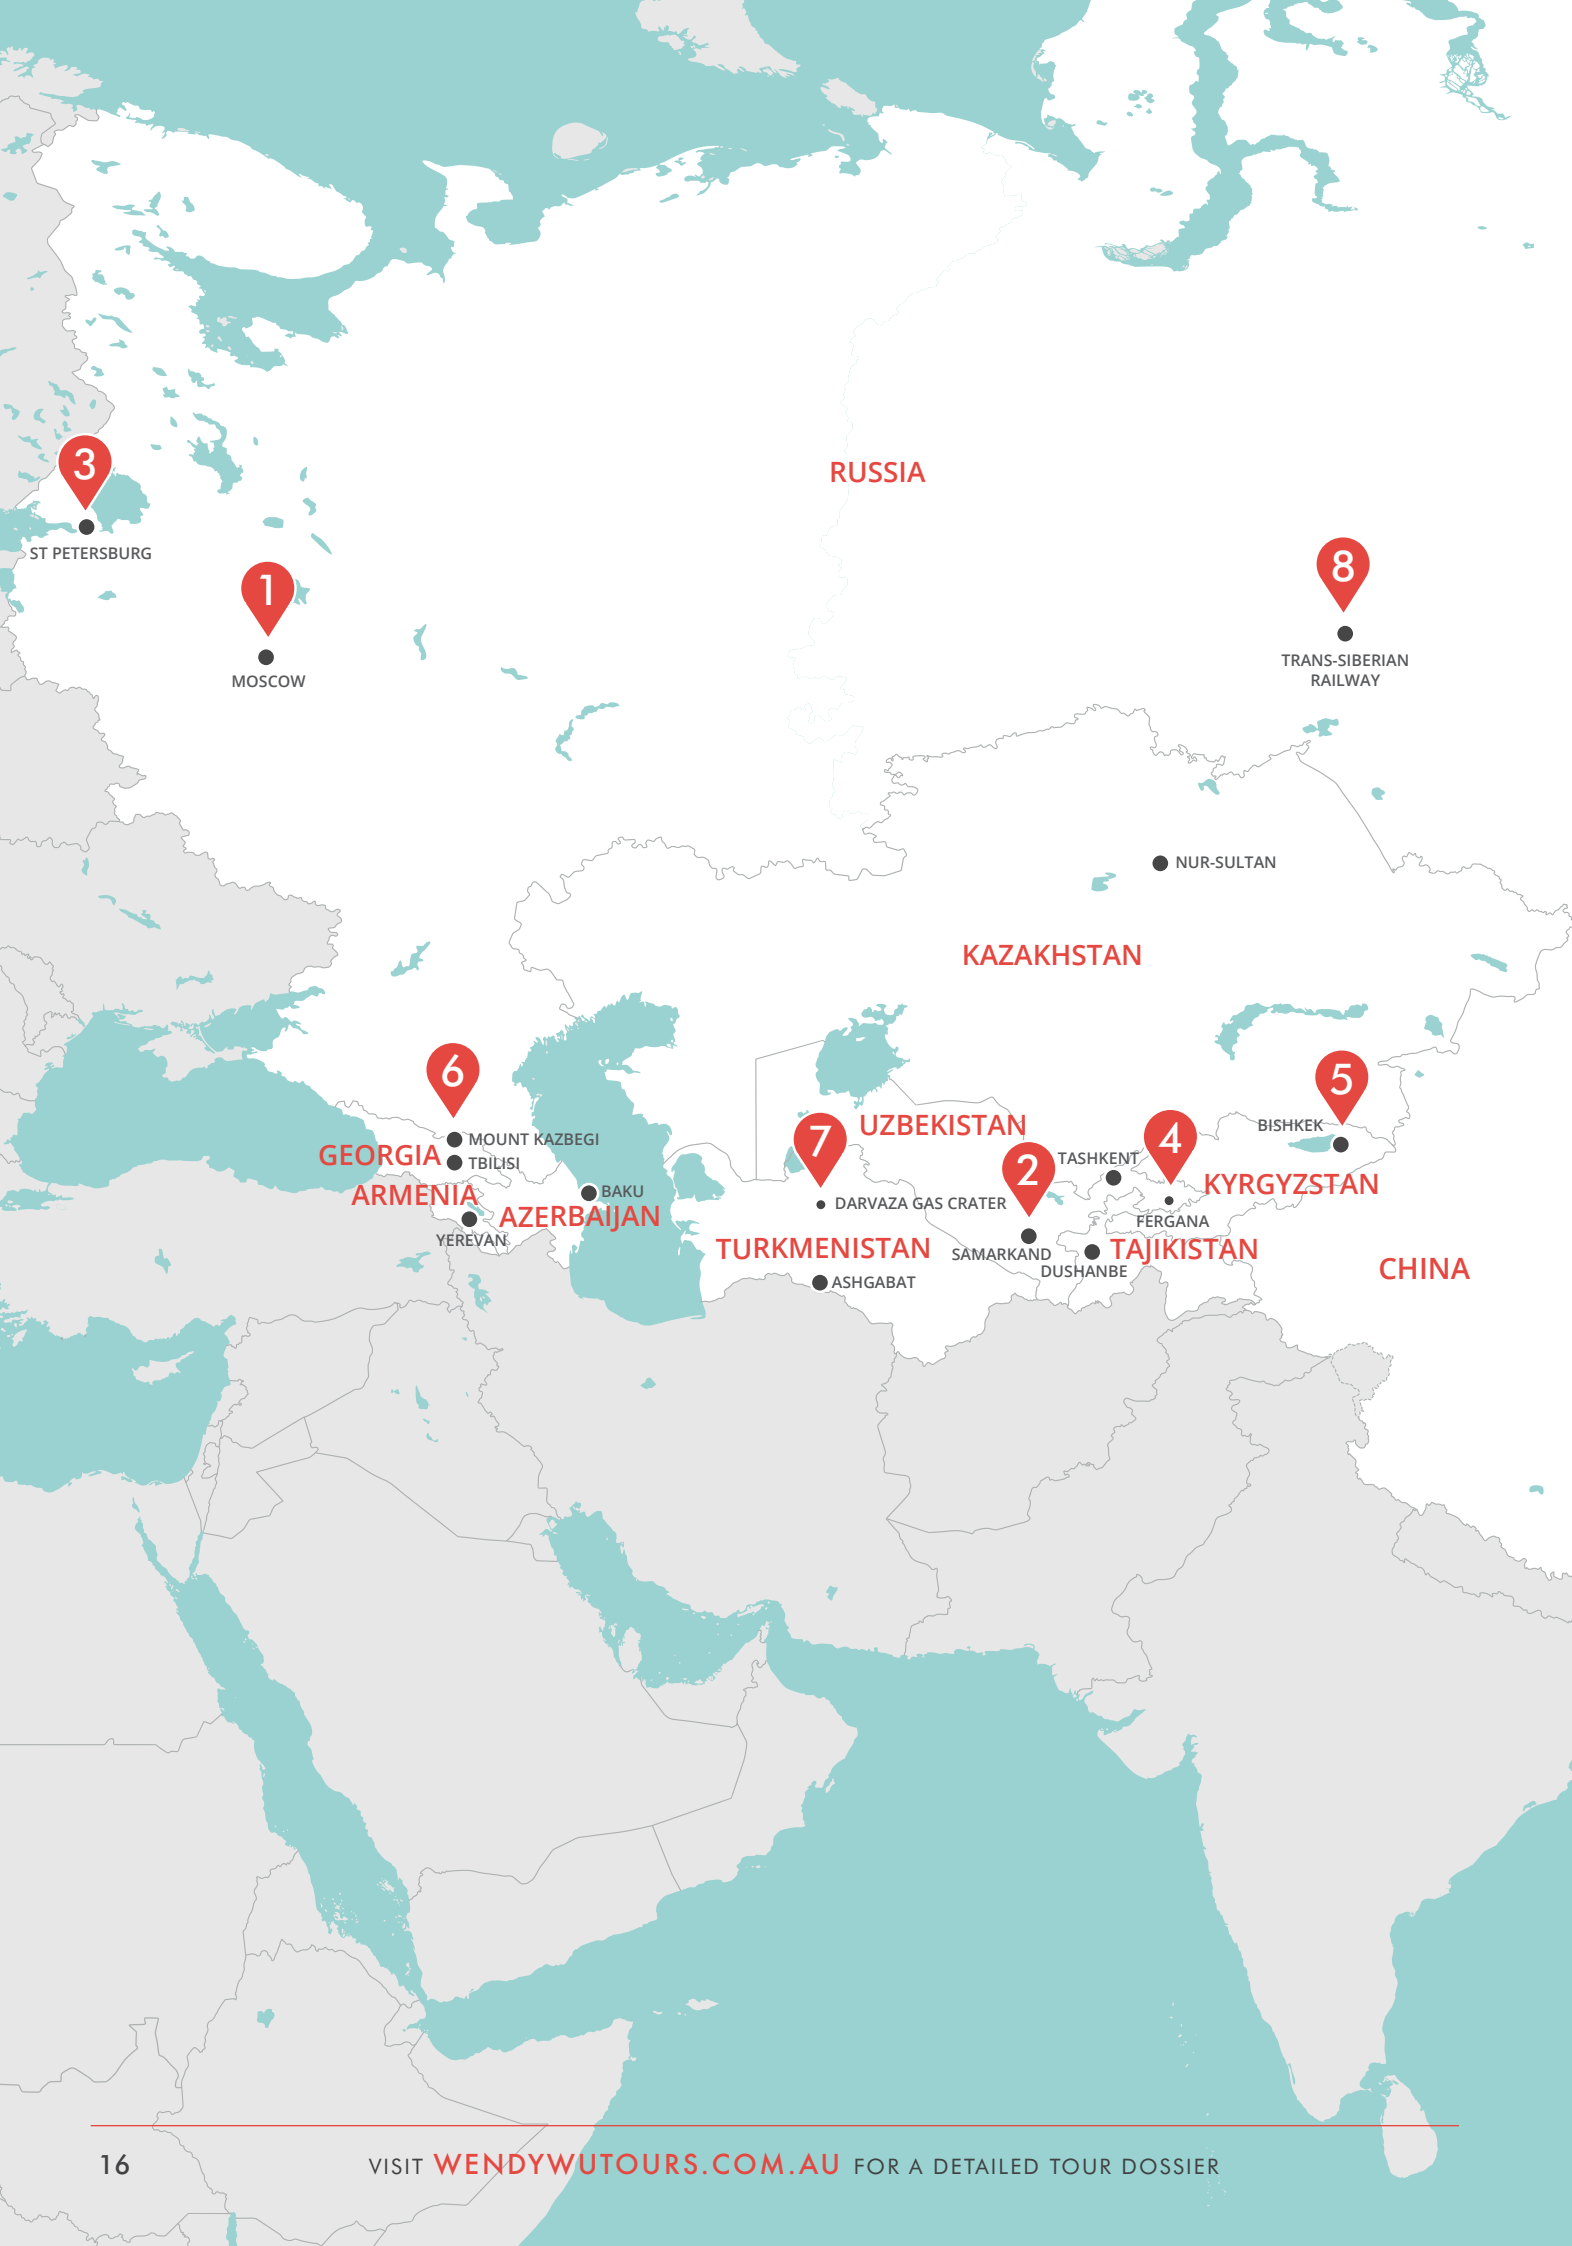 RUSSIA
3
ST PETERSBURG
8
1
TRANS-SIBERIAN
RAILWAY
MOSCOW
NUR-SULTAN
KAZAKHSTAN
6
5
7
UZBEKISTAN
4
BISHKEK
MOUNT KAZBEGI
GEORGIA
TBILISI
2
TASHKENT
KYRGYZSTAN
ARMENIA
BAKU
DARVAZA GAS CRATER
AZERBAIJAN
FERGANA
YEREVAN
TURKMENISTAN
SAMARKAND
TAJIKISTAN
DUSHANBE
CHINA
ASHGABAT
16
VISIT WENDYWUTOURS.COM.AU FOR A DETAILED TOUR DOSSIER